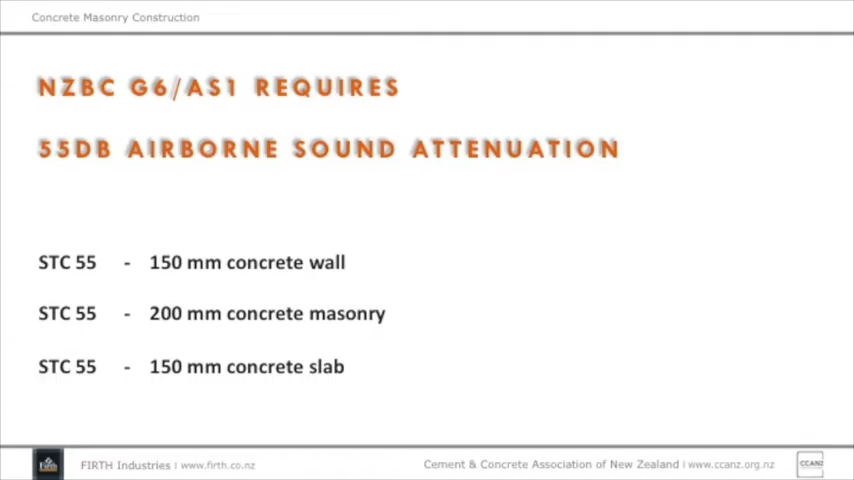 Concrete Masonry Construction
NZBC G6/AS1 REQUIRES
55DB AIRBORNE SOUND ATTENUATION
STC 55 - 150 mm concrete wall
STC 55 - 200 mm concrete masonry
STC 55 - 150 mm concrete slab
Firth
FIRTH Industries | www.firth.co.nz
Cement & Concrete Association of New Zealand | www.ccanz.org.nz
CCANZ